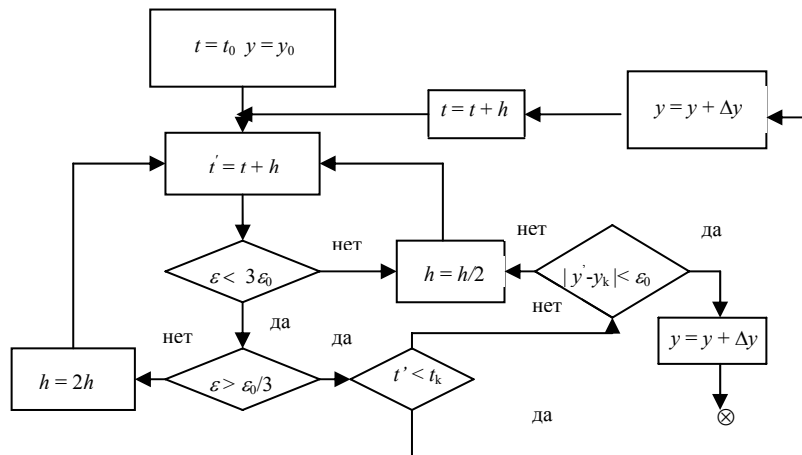 t = t₀ y = y₀
t = t + h
y = y + Δy
t' = t + h
нет
нет
да
ε < 3ε₀
h = h/2
| y'-yₖ |< ε₀
нет
да
нет
да
y = y + Δy
h = 2h
ε > ε₀/3
t' < tₖ
да
⊗